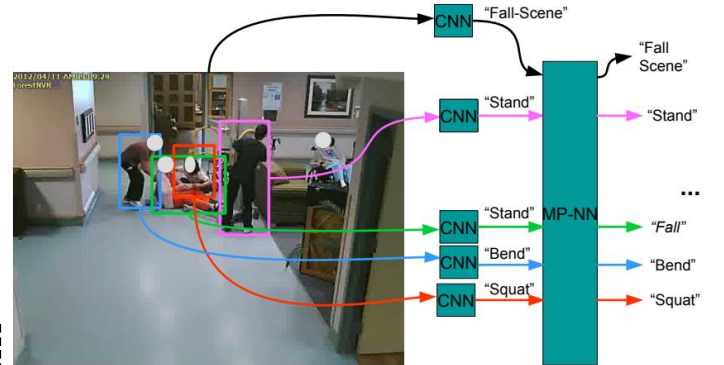 CNN
"Fall-Scene"
"Fall
Scene"
2012/04/11 AM09:09:28
ForestNVR
CNN
"Stand"
"Stand"
...
CNN
"Stand"
MP-NN
"Fall"
CNN
"Bend"
"Bend"
CNN
"Squat"
"Squat"